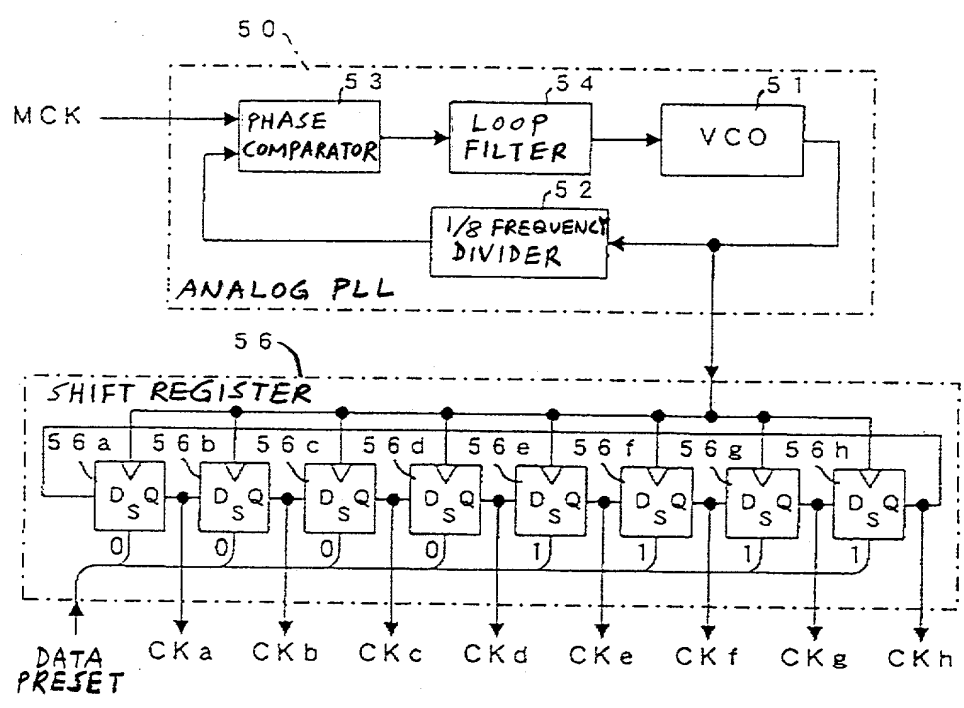 50
53
54
51
MCK
PHASE
COMPARATOR
LOOP
FILTER
VCO
52
1/8 FREQUENCY
DIVIDER
ANALOG PLL
56
SHIFT REGISTER
56a 56b 56c 56d 56e 56f 56g 56h
D Q D Q D Q D Q D Q D Q D Q D Q
S S S S S S S S
0 0 0 0 1 1 1 1
CKa CKb CKc CKd CKe CKf CKg CKh
DATA
PRESET